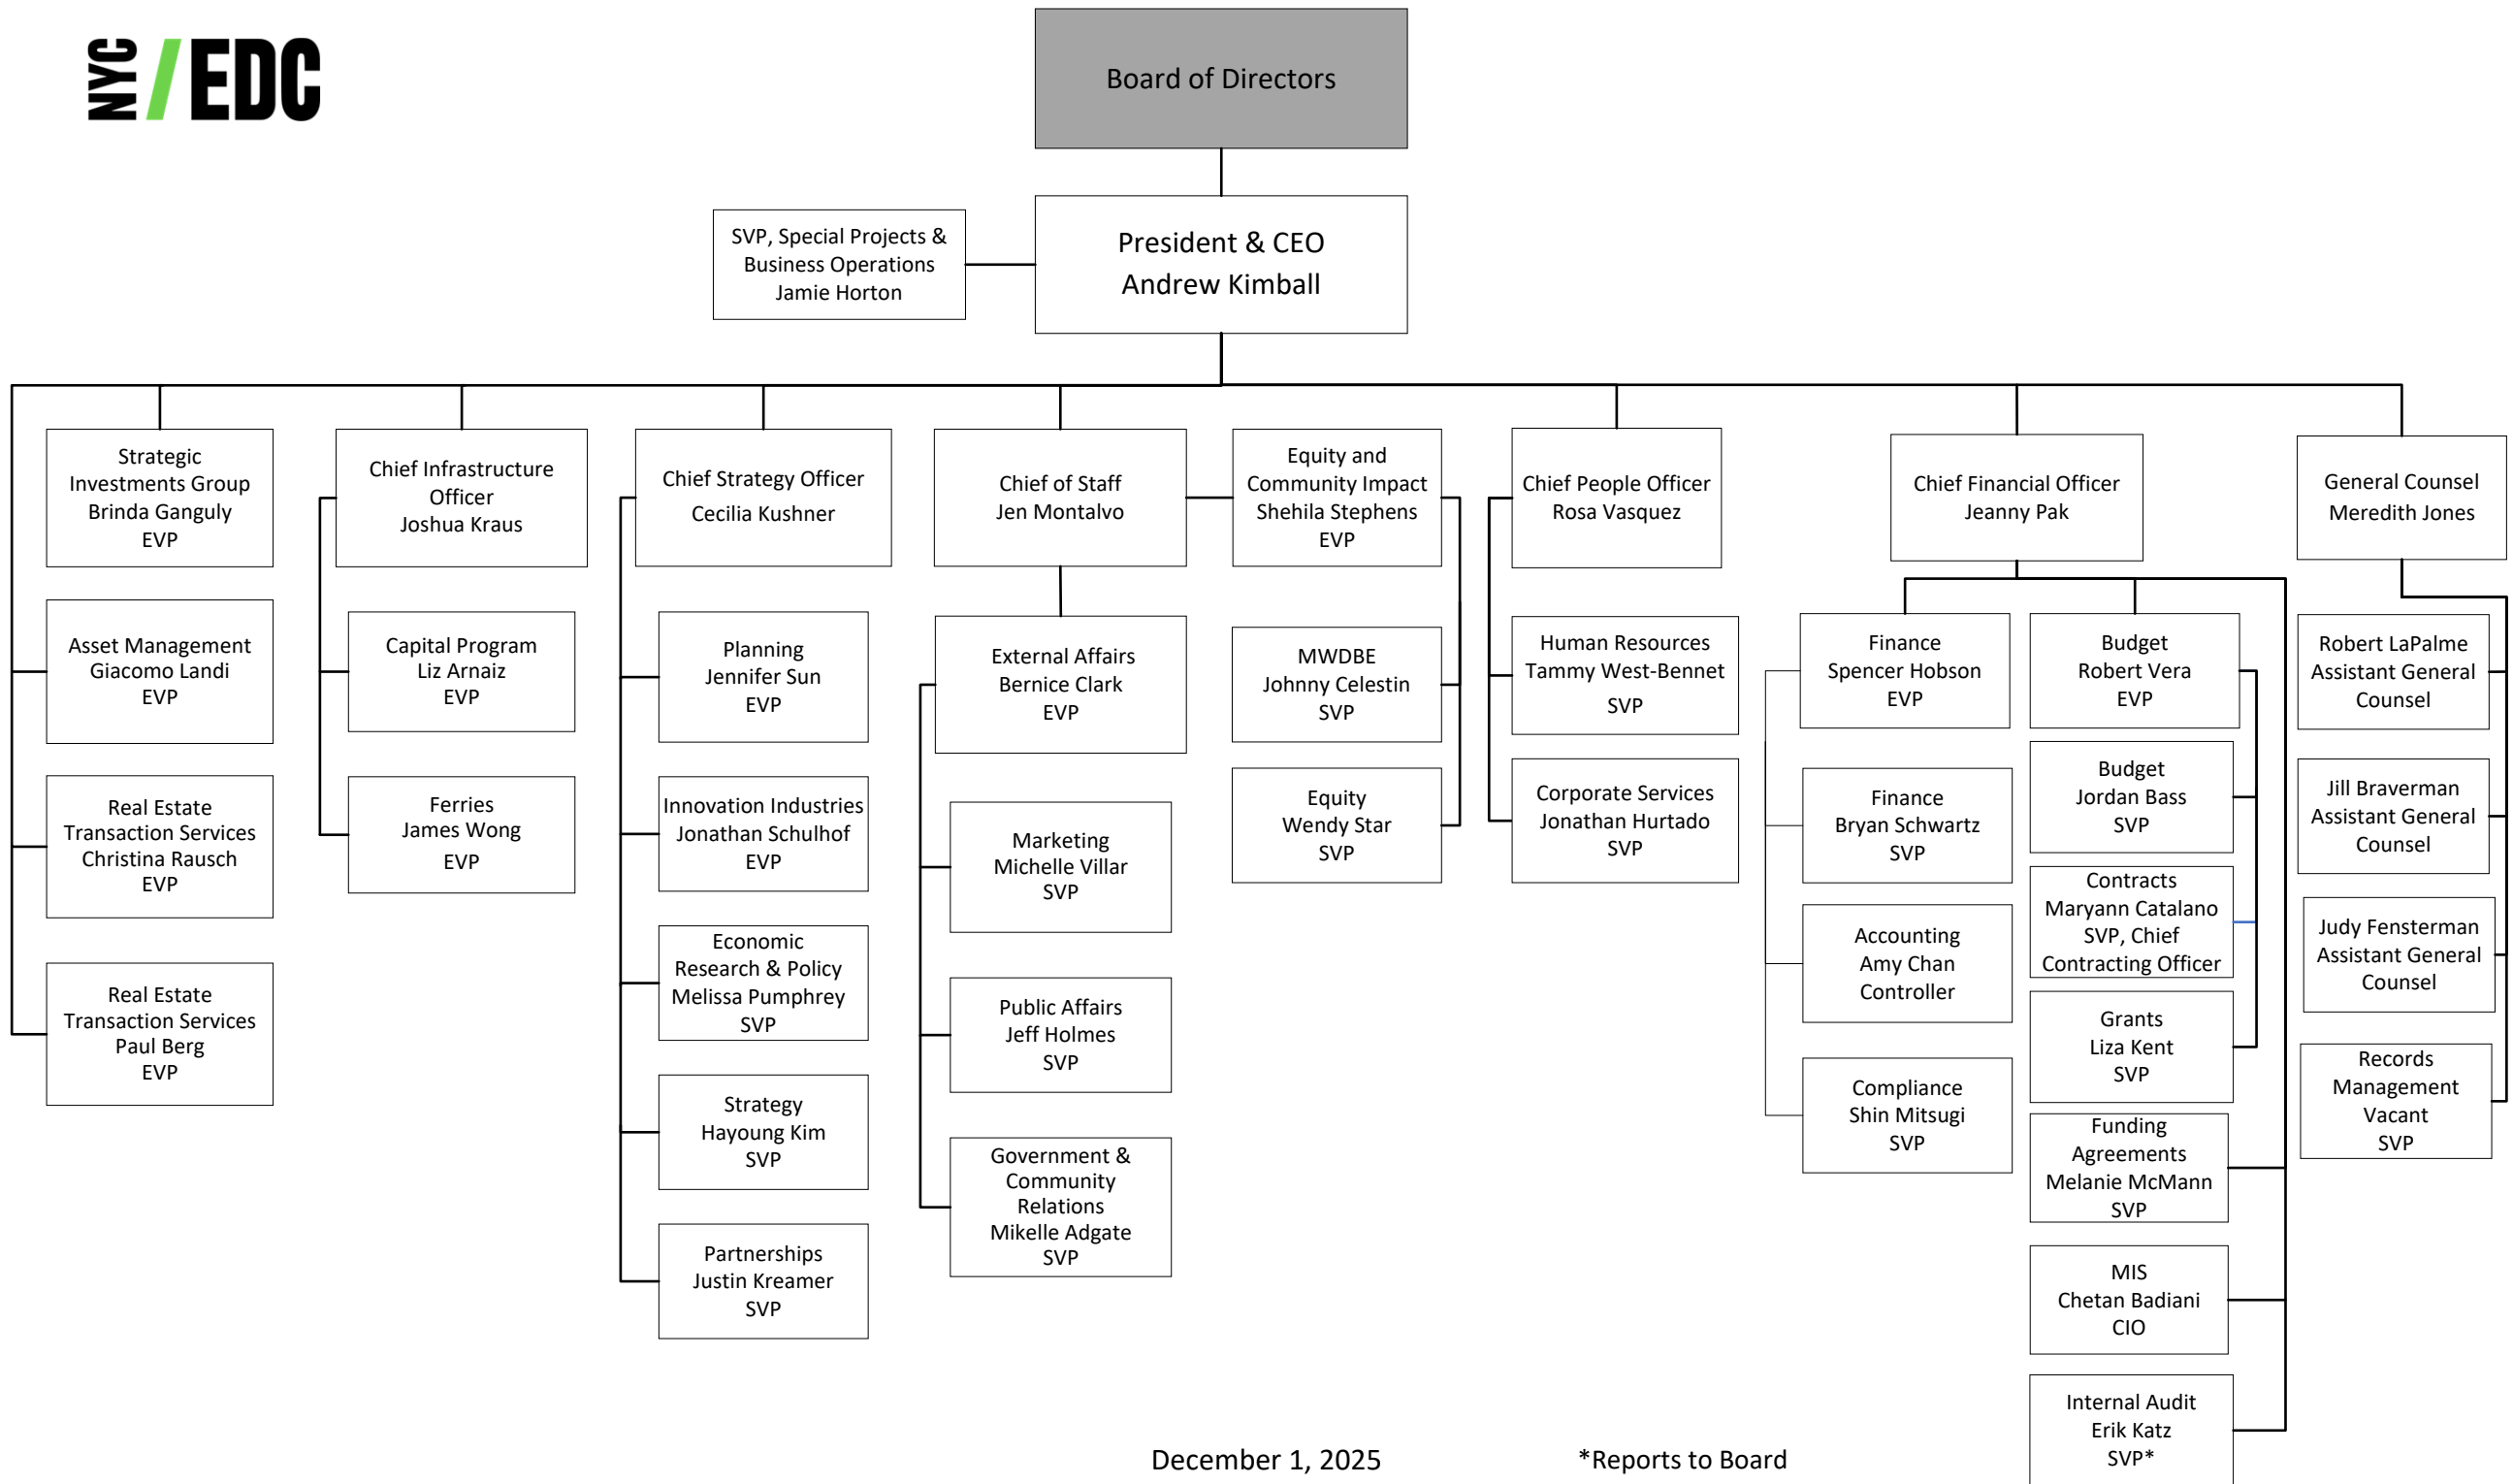 NYC / EDC
Board of Directors
SVP, Special Projects &
Business Operations
Jamie Horton
President & CEO
Andrew Kimball
Strategic
Investments Group
Brinda Ganguly
EVP
Asset Management
Giacomo Landi
EVP
Real Estate
Transaction Services
Christina Rausch
EVP
Real Estate
Transaction Services
Paul Berg
EVP
Chief Infrastructure
Officer
Joshua Kraus
Capital Program
Liz Arnaiz
EVP
Ferries
James Wong
EVP
Chief Strategy Officer
Cecilia Kushner
Planning
Jennifer Sun
EVP
Innovation Industries
Jonathan Schulhof
EVP
Economic
Research & Policy
Melissa Pumphrey
SVP
Strategy
Hayoung Kim
SVP
Partnerships
Justin Kreamer
SVP
Chief of Staff
Jen Montalvo
External Affairs
Bernice Clark
EVP
Marketing
Michelle Villar
SVP
Public Affairs
Jeff Holmes
SVP
Government &
Community
Relations
Mikelle Adgate
SVP
Equity and
Community Impact
Shehila Stephens
EVP
MWDBE
Johnny Celestin
SVP
Equity
Wendy Star
SVP
Chief People Officer
Rosa Vasquez
Human Resources
Tammy West-Bennet
SVP
Corporate Services
Jonathan Hurtado
SVP
Chief Financial Officer
Jeanny Pak
Finance
Spencer Hobson
EVP
Finance
Bryan Schwartz
SVP
Accounting
Amy Chan
Controller
Compliance
Shin Mitsugi
SVP
Budget
Robert Vera
EVP
Budget
Jordan Bass
SVP
Contracts
Maryann Catalano
SVP, Chief
Contracting Officer
Grants
Liza Kent
SVP
Funding
Agreements
Melanie McMann
SVP
MIS
Chetan Badiani
CIO
Internal Audit
Erik Katz
SVP*
General Counsel
Meredith Jones
Robert LaPalme
Assistant General
Counsel
Jill Braverman
Assistant General
Counsel
Judy Fensterman
Assistant General
Counsel
Records
Management
Vacant
SVP
December 1, 2025
*Reports to Board